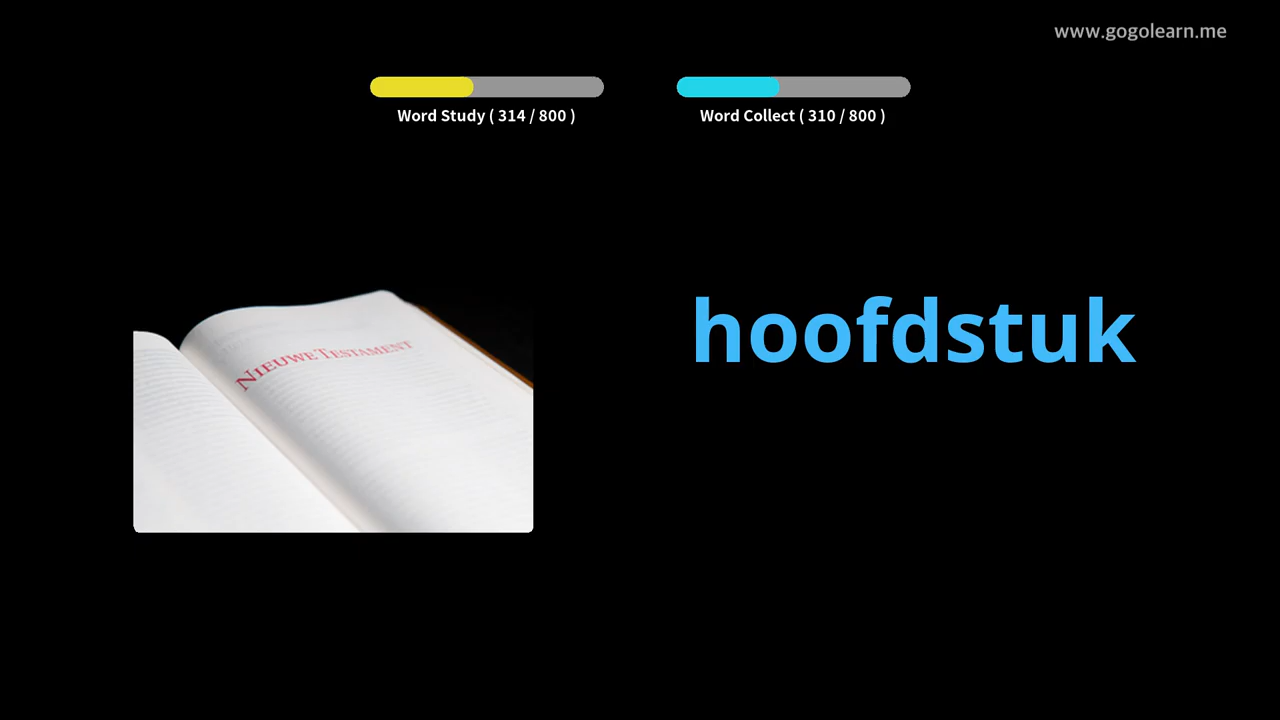 www.gogolearn.me
Word Study ( 314 / 800 )
Word Collect ( 310 / 800 )
hoofdstuk
NIEUWE TESTAMENT